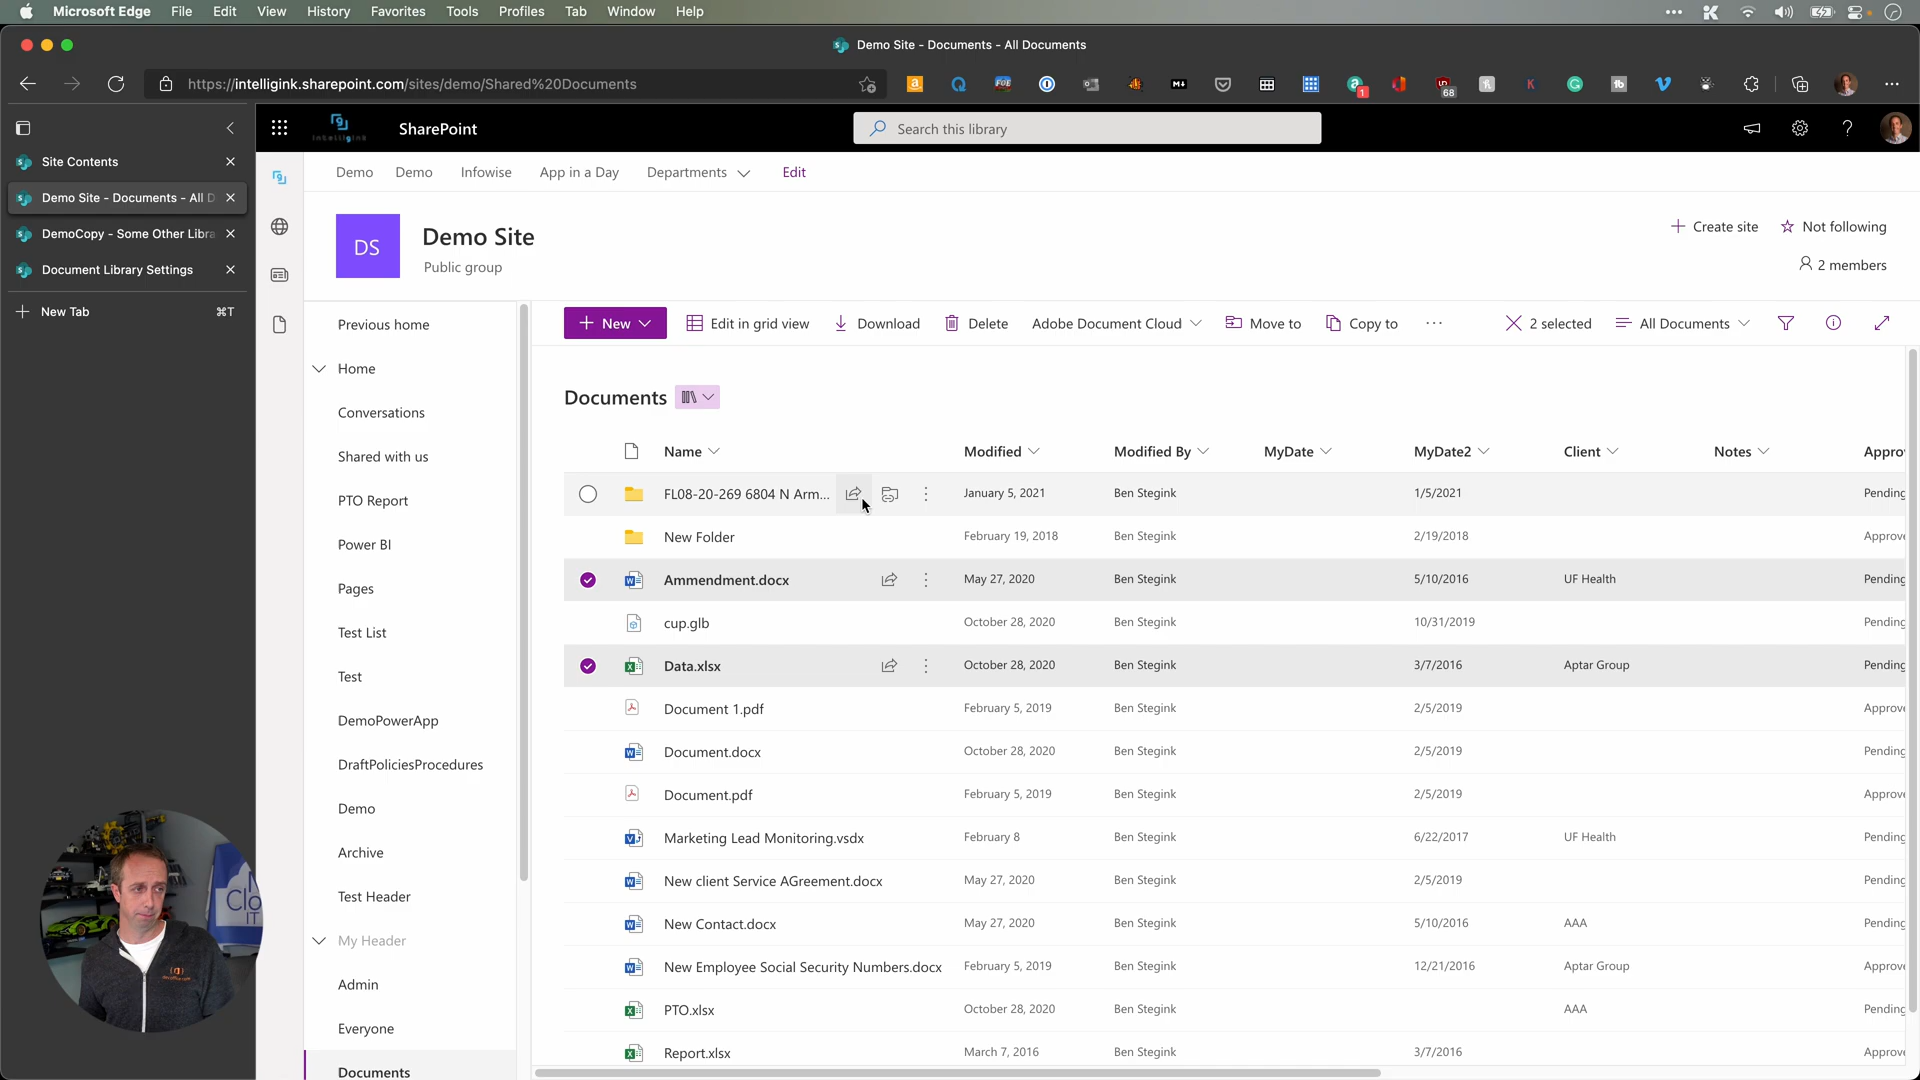 Microsoft Edge File Edit View History Favorites Tools Profiles Tab Window Help
Demo Site - Documents - All Documents
https://intelligink.sharepoint.com/sites/demo/Shared%20Documents
1
68
intelligink
SharePoint
Search this library
Site Contents
Demo Site - Documents - All D
DemoCopy - Some Other Libra
Document Library Settings
New Tab ⌘T
Demo Demo Infowise App in a Day Departments Edit
DS
Demo Site
Public group
Create site Not following
2 members
New Edit in grid view Download Delete Adobe Document Cloud Move to Copy to 2 selected All Documents
Previous home
Home
Conversations
Shared with us
PTO Report
Power BI
Pages
Test List
Test
DemoPowerApp
DraftPoliciesProcedures
Demo
Archive
Test Header
My Header
Admin
Everyone
Documents
Documents
Name Modified Modified By MyDate MyDate2 Client Notes Appro
FL08-20-269 6804 N Arm... January 5, 2021 Ben Stegink 1/5/2021 Pending
New Folder February 19, 2018 Ben Stegink 2/19/2018 Approve
Ammendment.docx May 27, 2020 Ben Stegink 5/10/2016 UF Health Pending
cup.glb October 28, 2020 Ben Stegink 10/31/2019 Pending
Data.xlsx October 28, 2020 Ben Stegink 3/7/2016 Aptar Group Pending
Document 1.pdf February 5, 2019 Ben Stegink 2/5/2019 Approve
Document.docx October 28, 2020 Ben Stegink 2/5/2019 Pending
Document.pdf February 5, 2019 Ben Stegink 2/5/2019 Approve
Marketing Lead Monitoring.vsdx February 8 Ben Stegink 6/22/2017 UF Health Pending
New client Service AGreement.docx May 27, 2020 Ben Stegink 2/5/2019 Pending
New Contact.docx May 27, 2020 Ben Stegink 5/10/2016 AAA Pending
New Employee Social Security Numbers.docx February 5, 2019 Ben Stegink 12/21/2016 Aptar Group Approve
PTO.xlsx October 28, 2020 Ben Stegink AAA Pending
Report.xlsx March 7, 2016 Ben Stegink 3/7/2016 Approve
Clo
IT